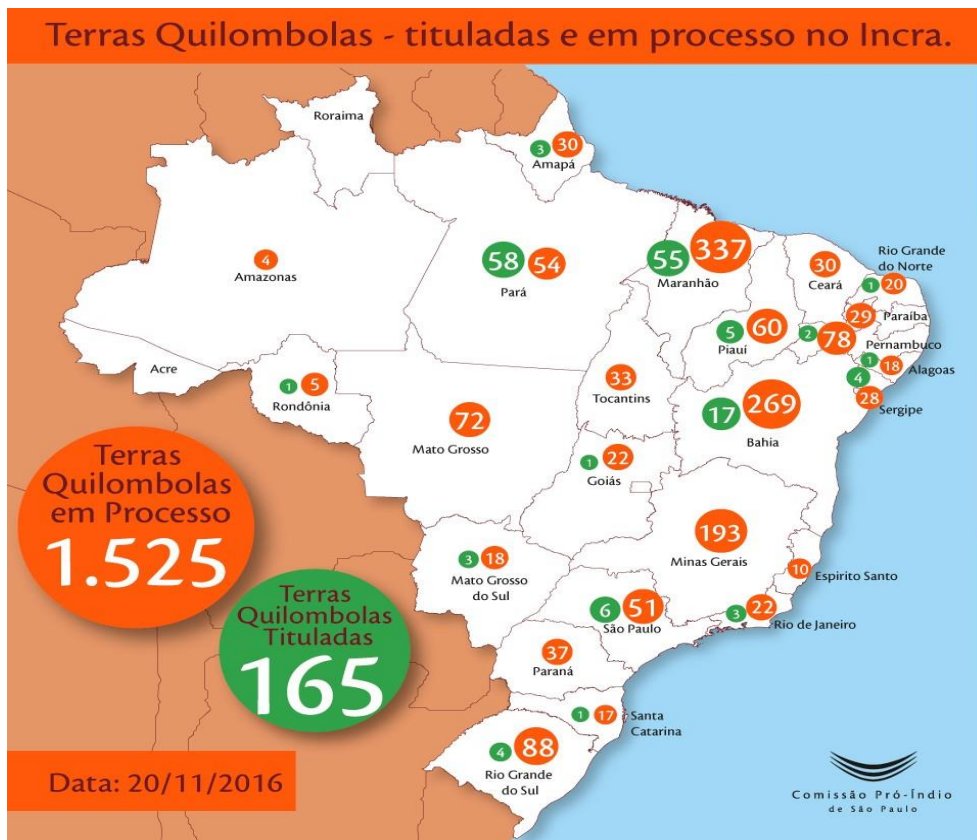 Terras Quilombolas - tituladas e em processo no Incra.
Roraima
3 30
Amapá
4
Amazonas
58 54
Pará
55 337
Maranhão
30
Ceará
Rio Grande
do Norte
1 20
29
Paraíba
5 60
Piauí
2 78
Pernambuco
1 18
Alagoas
4
28
Sergipe
Acre
1 5
Rondônia
72
Mato Grosso
33
Tocantins
17 269
Bahia
1 22
Goiás
193
Minas Gerais
10
Espirito Santo
3 18
Mato Grosso
do Sul
6 51
São Paulo
3 22
Rio de Janeiro
37
Paraná
1 17
Santa
Catarina
4 88
Rio Grande
do Sul
Terras
Quilombolas
em Processo
1.525
Terras
Quilombolas
Tituladas
165
Data: 20/11/2016
Comissão Pró-Índio
de São Paulo